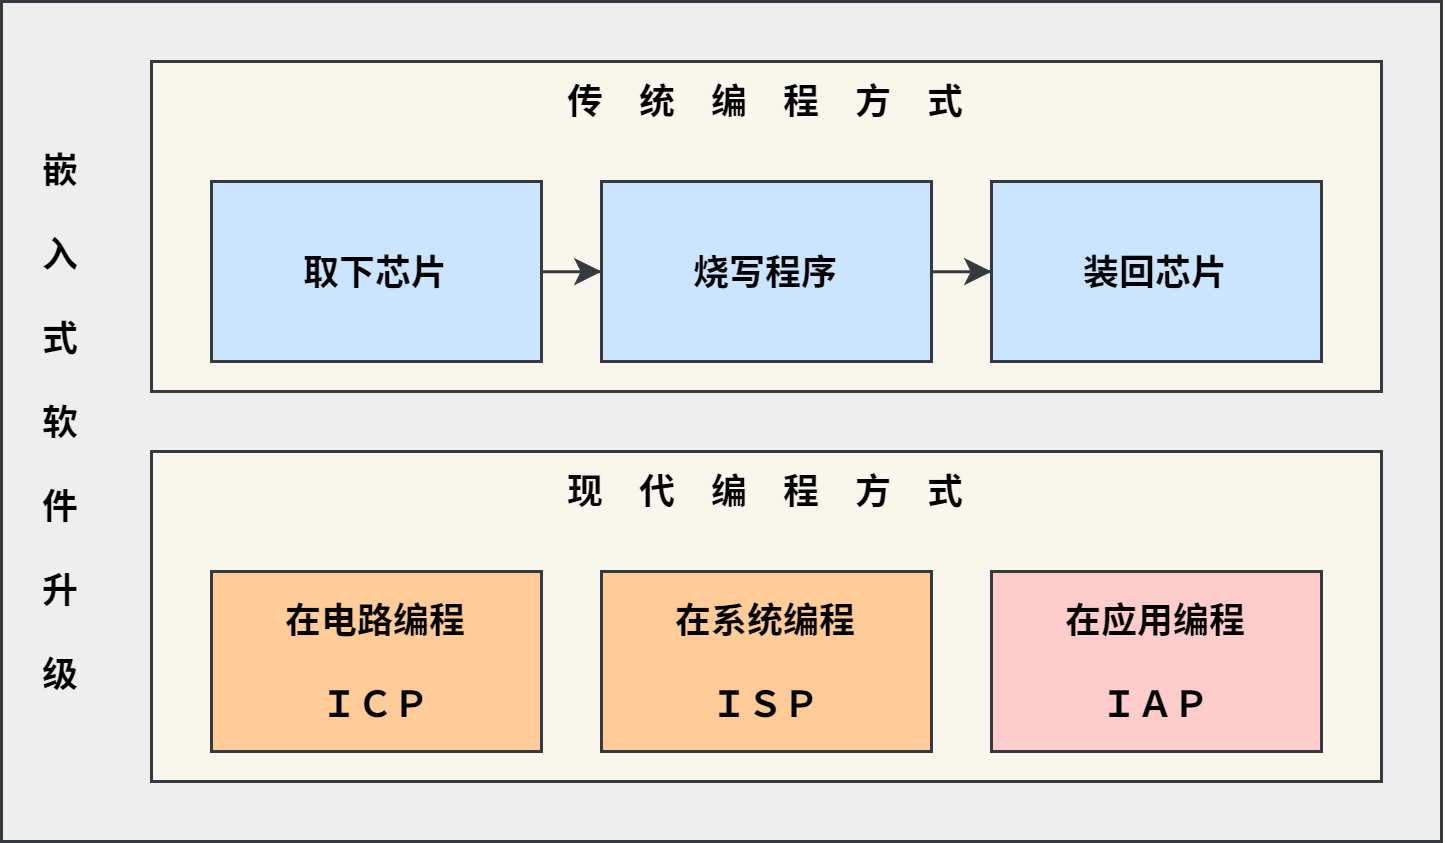 嵌入式软件升级
传统编程方式
取下芯片
烧写程序
装回芯片
现代编程方式
在电路编程
ＩＣＰ
在系统编程
ＩＳＰ
在应用编程
ＩＡＰ